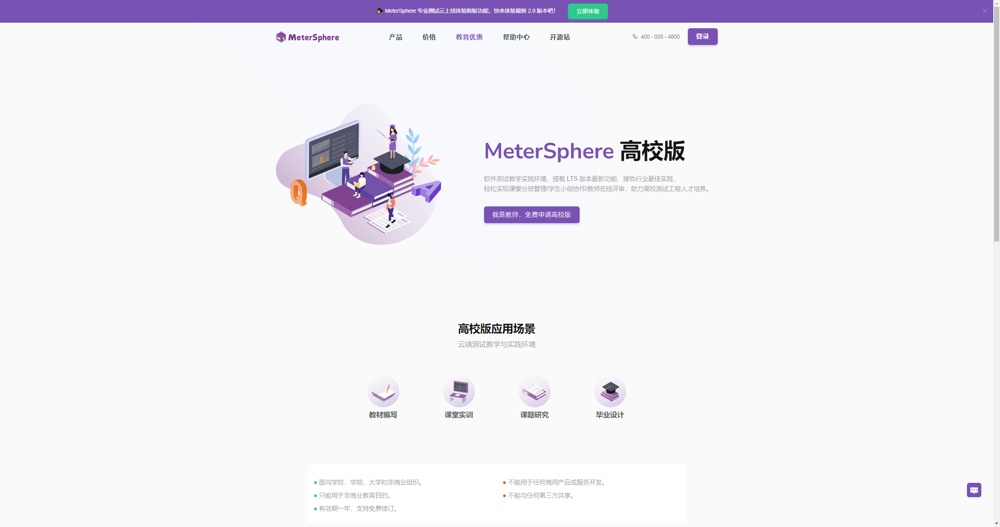 MeterSphere 专业测试云上线体验新版功能，快来体验最新 2.0 版本吧！
立即体验
MeterSphere
产品
价格
教育优惠
帮助中心
开源站
400 - 005 - 4800
登录
MeterSphere 高校版
软件测试教学实践环境，搭载 LTS 版本最新功能、接轨行业最佳实践，
轻松实现课堂分班管理/学生小组协作/教师在线评审，助力高校测试工程人才培养。
我是教师，免费申请高校版
Q
A
高校版应用场景
云端测试教学与实践环境
教材编写
课堂实训
课题研究
毕业设计
面向学校、学院、大学和非商业组织。
只能用于非商业教育目的。
有效期一年，支持免费续订。
不能用于任何商用产品或服务开发。
不能与任何第三方共享。